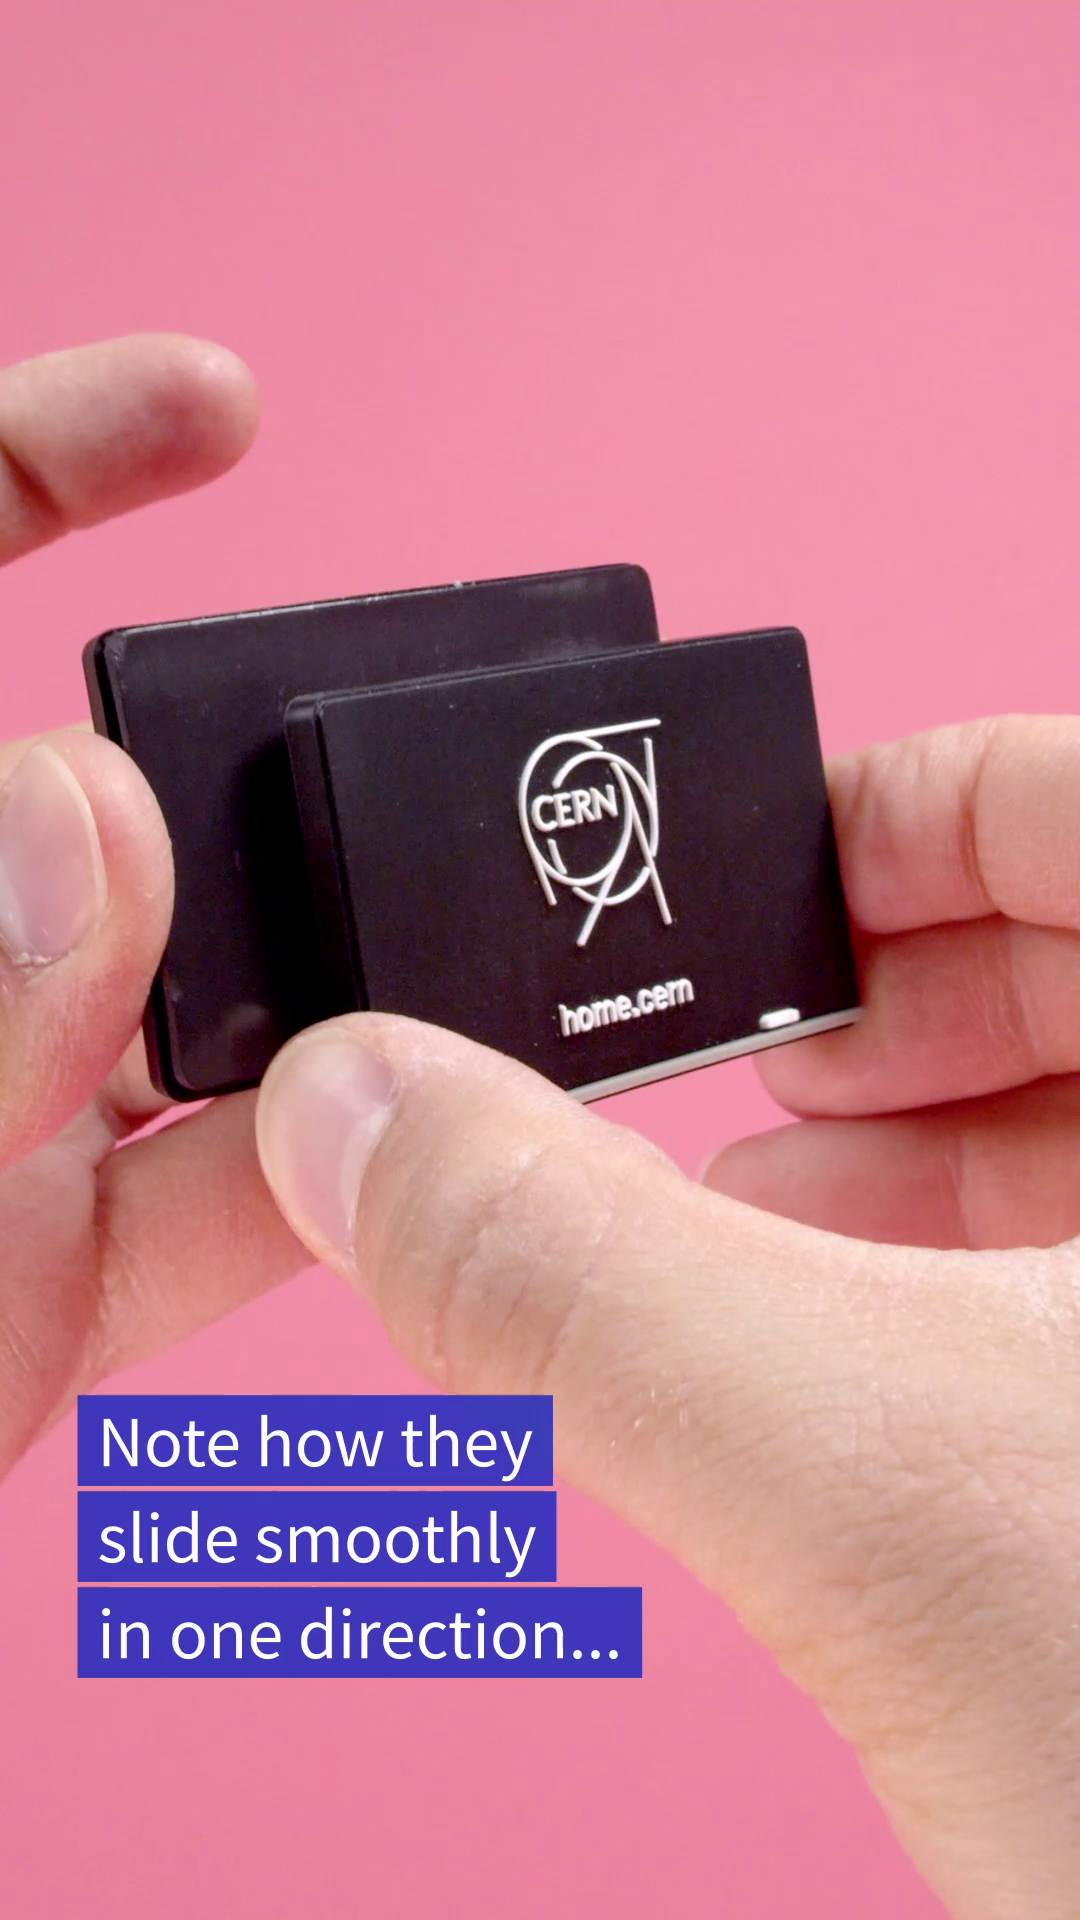 CERN
home.cern
Note how they
slide smoothly
in one direction...